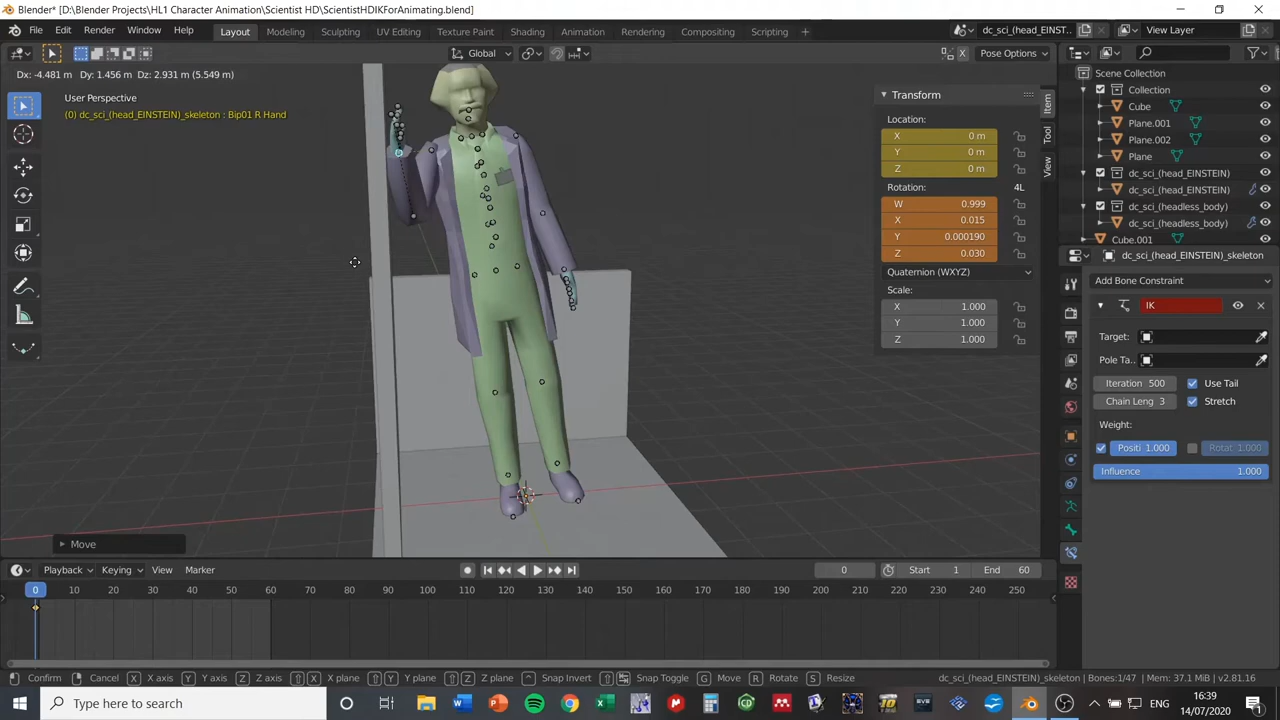 Blender* [D:\Blender Projects\HL1 Character Animation\Scientist HD\ScientistHDIKForAnimating.blend]
File Edit Render Window Help Layout Modeling Sculpting UV Editing Texture Paint Shading Animation Rendering Compositing Scripting + dc_sci_(head_EINST... View Layer
Global Pose Options
Dx: -4.481 m Dy: 1.456 m Dz: 2.931 m (5.549 m)
User Perspective
(0) dc_sci_(head_EINSTEIN)_skeleton : Bip01 R Hand
Transform
Location:
X 0 m
Y 0 m
Z 0 m
Rotation: 4L
W 0.999
X 0.015
Y 0.000190
Z 0.030
Quaternion (WXYZ)
Scale:
X 1.000
Y 1.000
Z 1.000
Item
Tool
View
Scene Collection
Collection
Cube
Plane.001
Plane.002
Plane
dc_sci_(head_EINSTEIN)
dc_sci_(head_EINSTEIN)
dc_sci_(headless_body)
dc_sci_(headless_body)
Cube.001
dc_sci_(head_EINSTEIN)_skeleton
Add Bone Constraint
IK
Target:
Pole Ta..
Iteration 500 Use Tail
Chain Leng 3 Stretch
Weight:
Positi 1.000 Rotat 1.000
Influence 1.000
Move
Playback Keying View Marker 0 Start 1 End 60
0 10 20 30 40 50 60 70 80 90 100 110 120 130 140 150 160 170 180 190 200 210 220 230 240 250
Confirm Cancel X X axis Y Y axis Z Z axis X X plane Y Y plane Z Z plane Snap Invert Snap Toggle G Move R Rotate S Resize dc_sci_(head_EINSTEIN)_skeleton | Bones:1/47 | Mem: 37.1 MiB | v2.81.16
Type here to search
ENG
16:39
14/07/2020